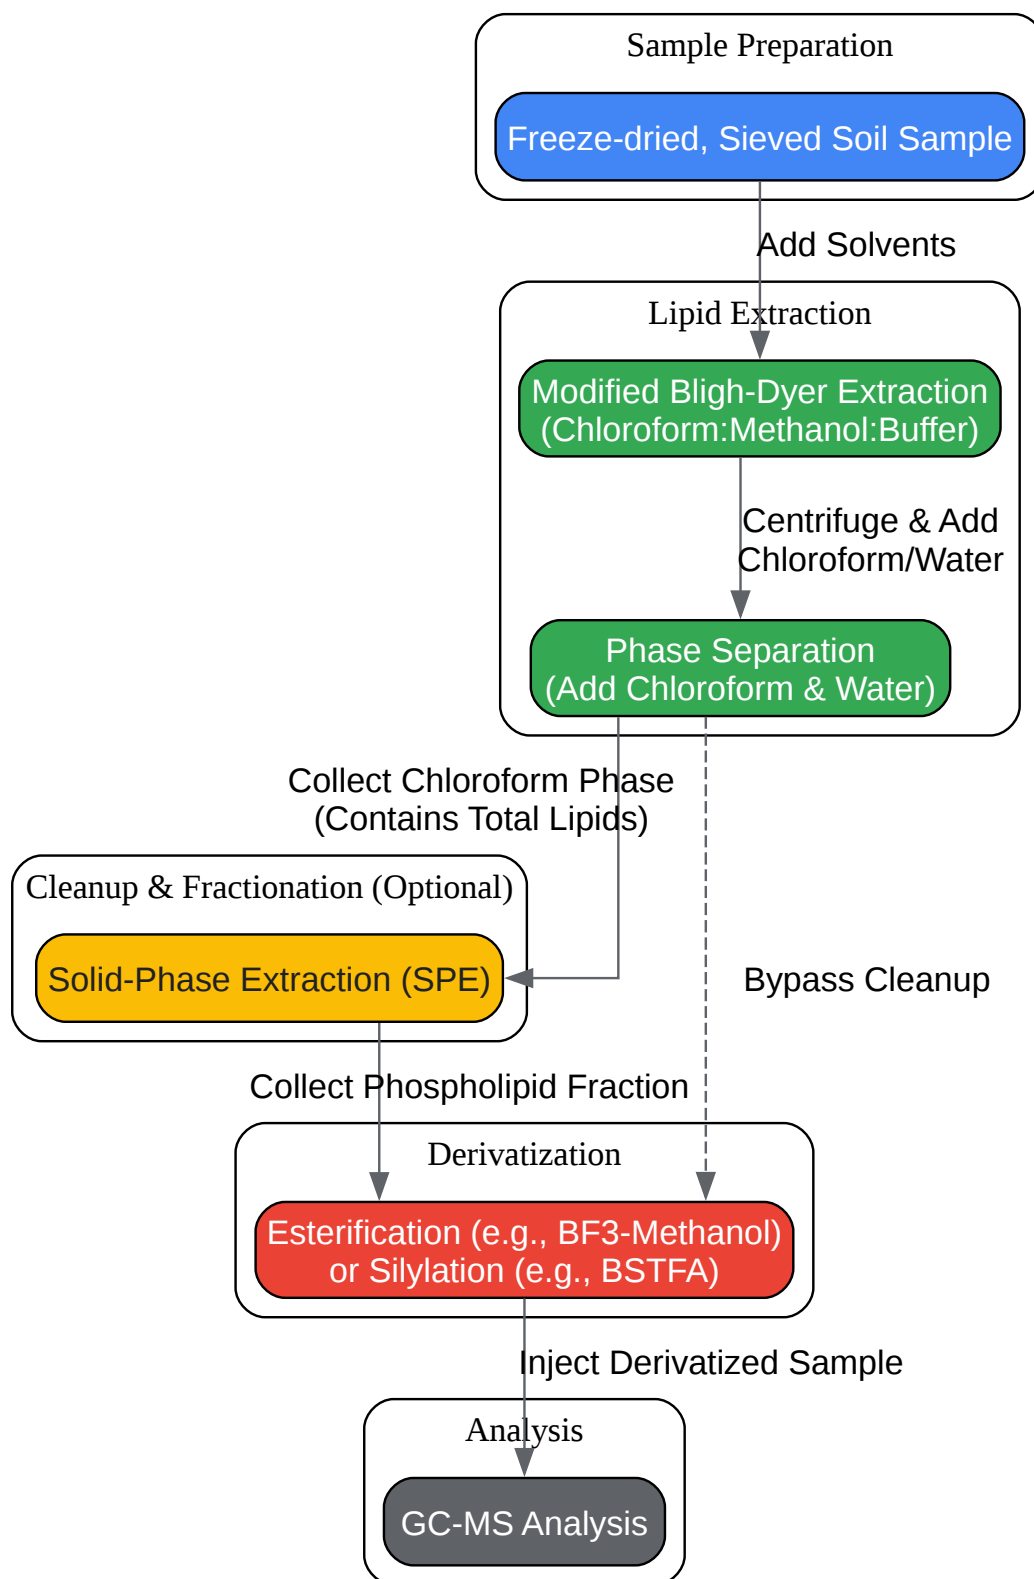 Sample Preparation
Freeze-dried, Sieved Soil Sample
Add Solvents
Lipid Extraction
Modified Bligh-Dyer Extraction
(Chloroform:Methanol:Buffer)
Centrifuge & Add
Chloroform/Water
Phase Separation
(Add Chloroform & Water)
Collect Chloroform Phase
(Contains Total Lipids)
Cleanup & Fractionation (Optional)
Solid-Phase Extraction (SPE)
Bypass Cleanup
Collect Phospholipid Fraction
Derivatization
Esterification (e.g., BF3-Methanol)
or Silylation (e.g., BSTFA)
Inject Derivatized Sample
Analysis
GC-MS Analysis